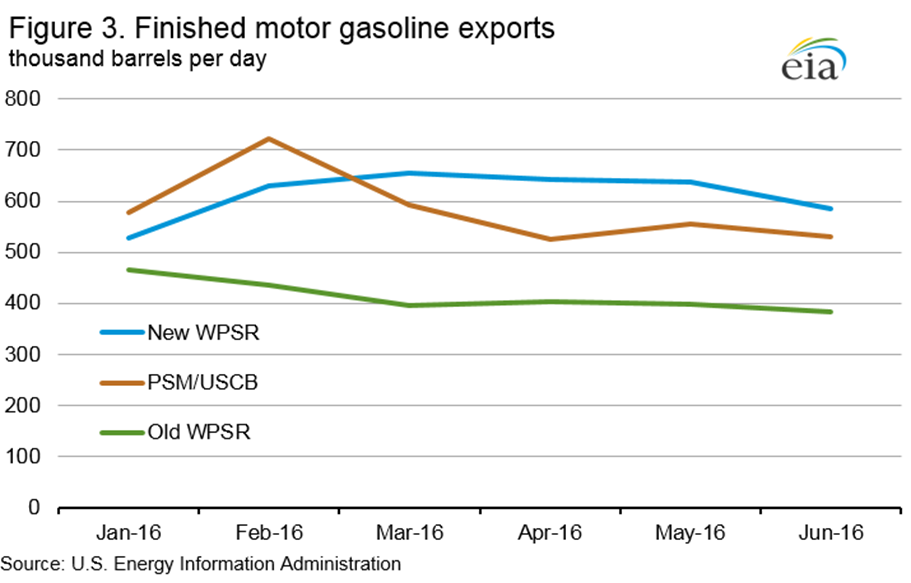 Figure 3. Finished motor gasoline exports
thousand barrels per day
eia
800
700
600
500
400
300
200
100
0
New WPSR
PSM/USCB
Old WPSR
Jan-16 Feb-16 Mar-16 Apr-16 May-16 Jun-16
Source: U.S. Energy Information Administration